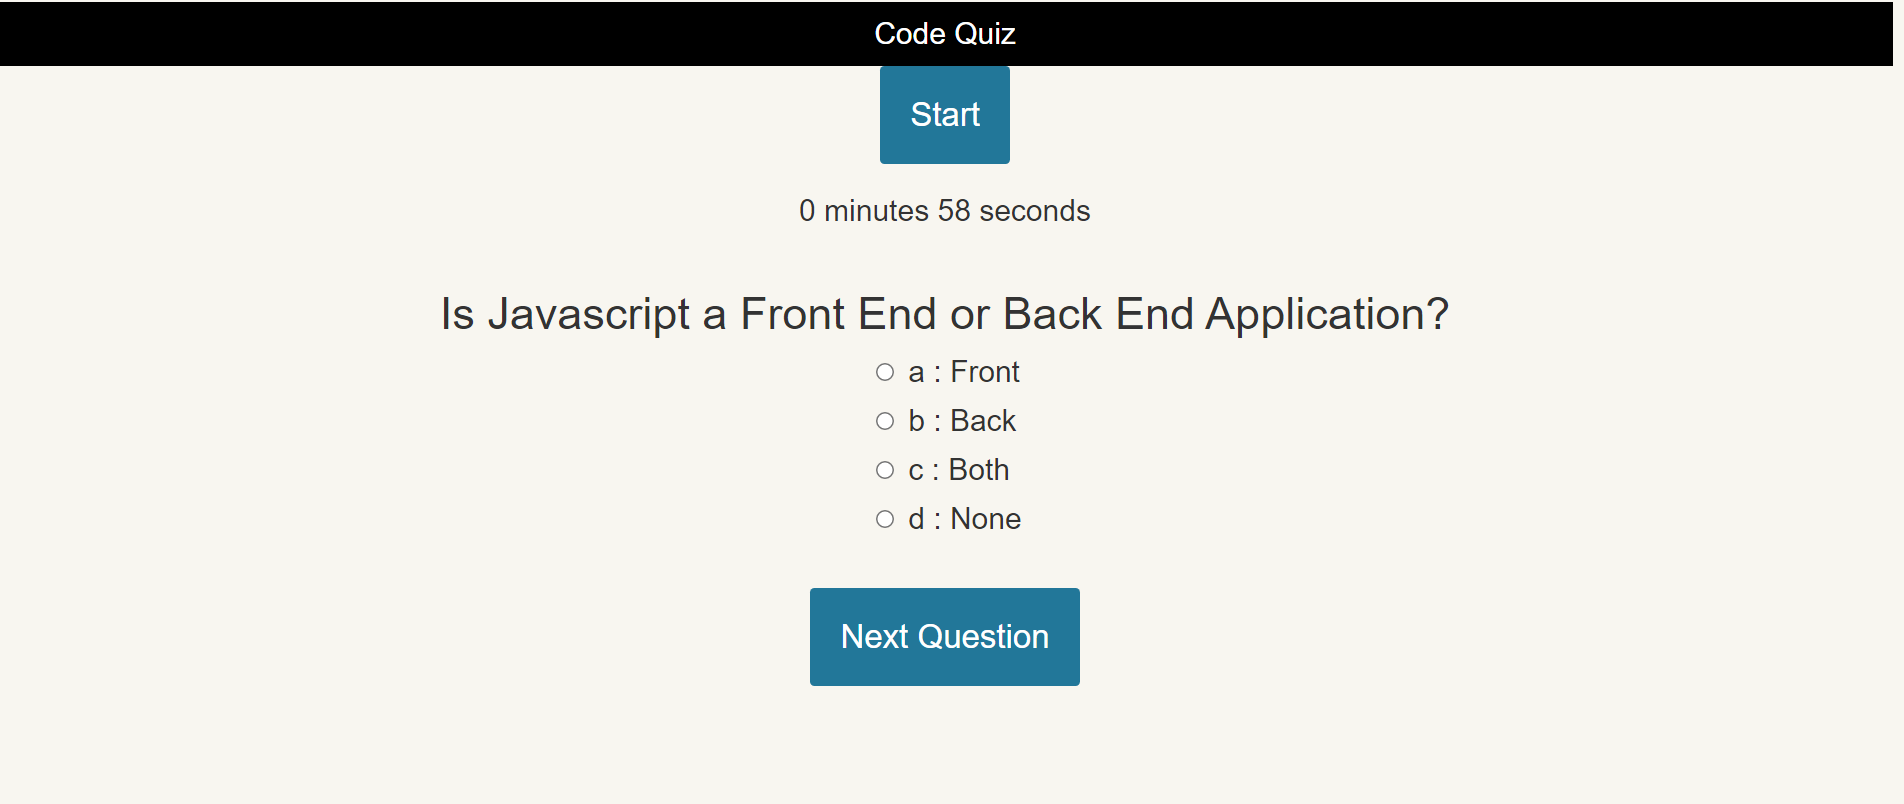 Code Quiz
Start
0 minutes 58 seconds
Is Javascript a Front End or Back End Application?
a : Front
b : Back
c : Both
d : None
Next Question